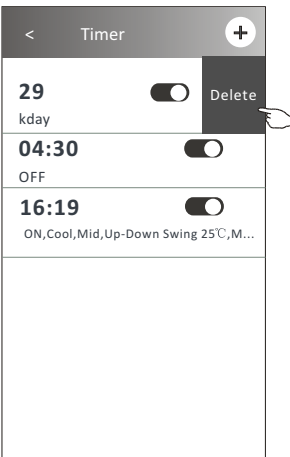 < Timer +
29 Delete
kday
04:30
OFF
16:19
ON,Cool,Mid,Up-Down Swing 25℃,M...